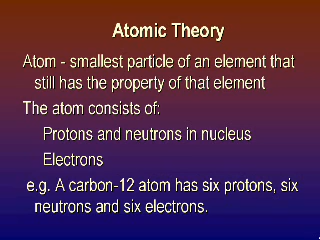 Atomic Theory
Atom - smallest particle of an element that
still has the property of that element
The atom consists of:
Protons and neutrons in nucleus
Electrons
e.g. A carbon-12 atom has six protons, six
neutrons and six electrons.